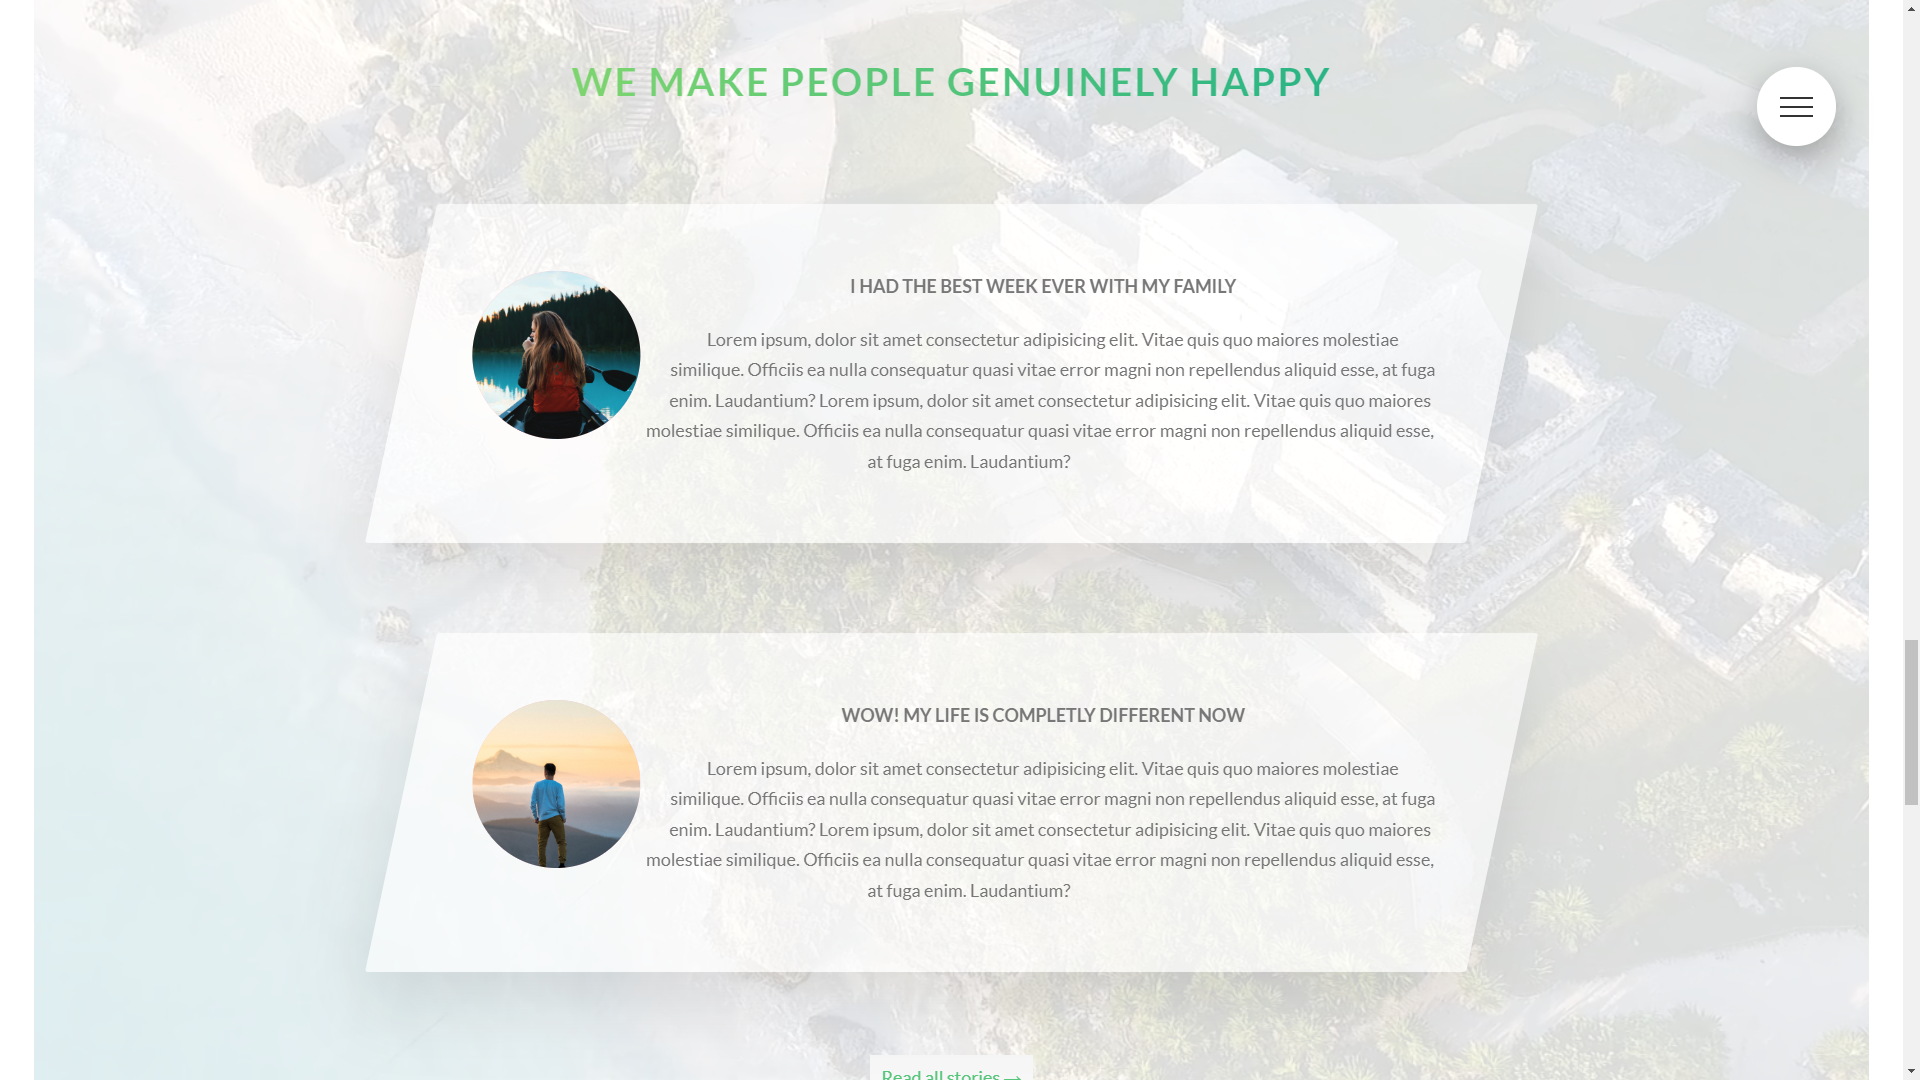 WE MAKE PEOPLE GENUINELY HAPPY
I HAD THE BEST WEEK EVER WITH MY FAMILY
Lorem ipsum, dolor sit amet consectetur adipisicing elit. Vitae quis quo maiores molestiae
similique. Officiis ea nulla consequatur quasi vitae error magni non repellendus aliquid esse, at fuga
enim. Laudantium? Lorem ipsum, dolor sit amet consectetur adipisicing elit. Vitae quis quo maiores
molestiae similique. Officiis ea nulla consequatur quasi vitae error magni non repellendus aliquid esse,
at fuga enim. Laudantium?
WOW! MY LIFE IS COMPLETLY DIFFERENT NOW
Lorem ipsum, dolor sit amet consectetur adipisicing elit. Vitae quis quo maiores molestiae
similique. Officiis ea nulla consequatur quasi vitae error magni non repellendus aliquid esse, at fuga
enim. Laudantium? Lorem ipsum, dolor sit amet consectetur adipisicing elit. Vitae quis quo maiores
molestiae similique. Officiis ea nulla consequatur quasi vitae error magni non repellendus aliquid esse,
at fuga enim. Laudantium?
Read all stories →